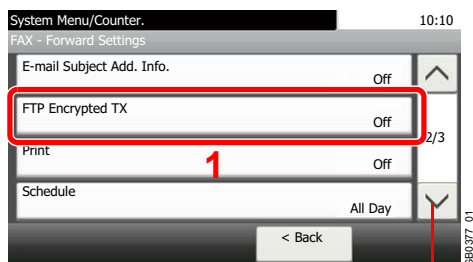 System Menu/Counter. 10:10
FAX - Forward Settings
E-mail Subject Add. Info.
Off
FTP Encrypted TX
Off
2/3
Print
Off
1
Schedule
All Day
< Back
GB0377_01